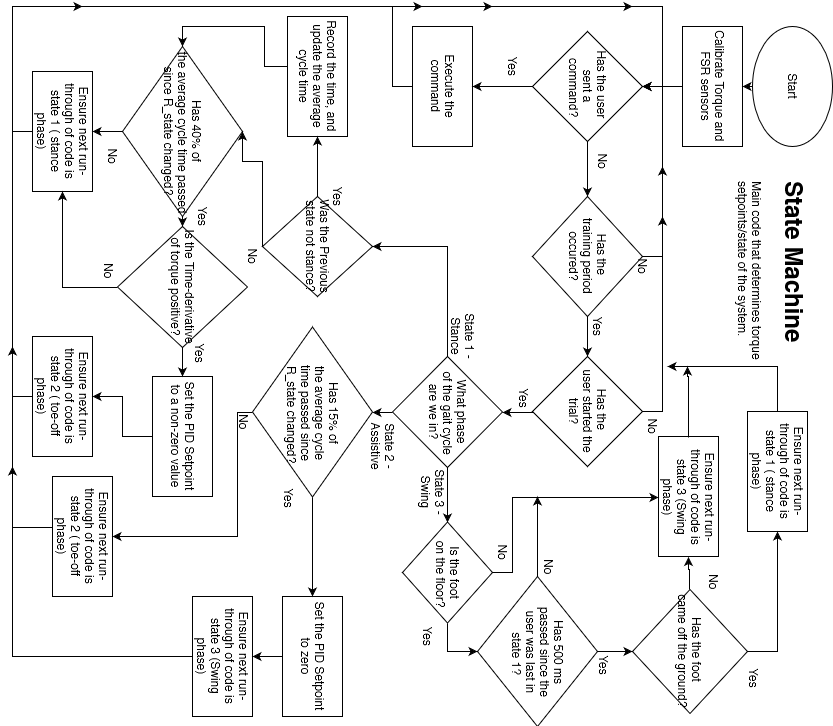 State Machine
Main code that determines torque
setpoints/state of the system.
Start
Calibrate Torque and
FSR sensors
Has the user
sent a
command?
Yes
No
Execute the
command
Has the
training period
occured?
No
Yes
Has the
user started the
trial?
No
Yes
What phase
of the gait cycle
are we in?
State 1 -
Stance
State 2 -
Assistive
State 3 -
Swing
Was the Previous
state not stance?
Yes
No
Record the time, and
update the average
cycle time
Has 40% of
the average cycle time passed
since R_state changed?
No
Yes
Ensure next run-
through of code is
state 1 ( stance
phase)
Is the Time-derivative
of torque positive?
No
Yes
Set the PID Setpoint
to a non-zero value
Ensure next run-
through of code is
state 2 ( toe-off
phase)
Has 15% of
the average cycle
time passed since
R_state changed?
No
Yes
Ensure next run-
through of code is
state 2 ( toe-off
phase)
Set the PID Setpoint
to zero
Ensure next run-
through of code is
state 3 (Swing
phase)
Is the foot
on the floor?
No
Yes
Has 500 ms
passed since the
user was last in
state 1?
No
Yes
Has the foot
came off the ground?
No
Yes
Ensure next run-
through of code is
state 3 (Swing
phase)
Ensure next run-
through of code is
state 1 ( stance
phase)